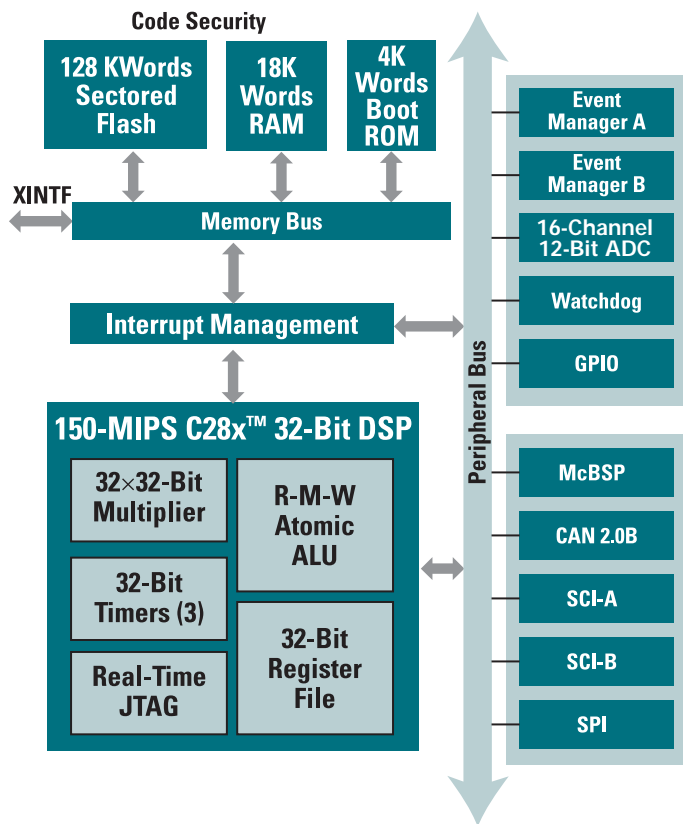 Code Security
128 KWords
Sectored
Flash
18K
Words
RAM
4K
Words
Boot
ROM
XINTF
Memory Bus
Interrupt Management
150-MIPS C28x™ 32-Bit DSP
32×32-Bit
Multiplier
R-M-W
Atomic
ALU
32-Bit
Timers (3)
32-Bit
Register
File
Real-Time
JTAG
Peripheral Bus
Event
Manager A
Event
Manager B
16-Channel
12-Bit ADC
Watchdog
GPIO
McBSP
CAN 2.0B
SCI-A
SCI-B
SPI